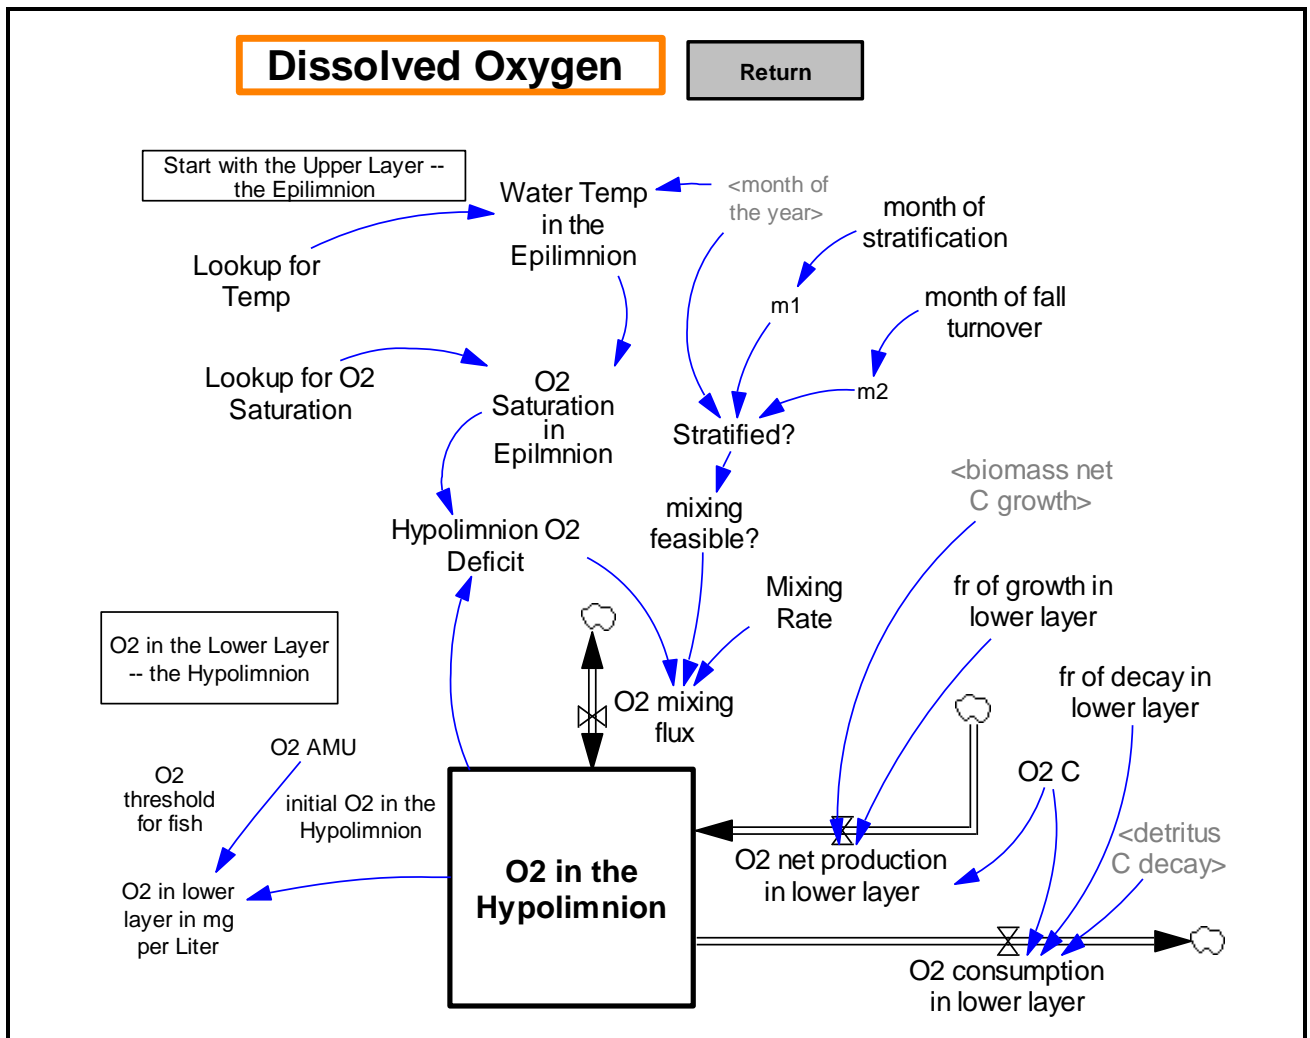 Dissolved Oxygen
Return
Start with the Upper Layer --
the Epilimnion
Water Temp
in the
Epilimnion
<month of
the year>
month of
stratification
Lookup for
Temp
m1
month of fall
turnover
Lookup for O2
Saturation
O2
Saturation
in
Epilmnion
m2
Stratified?
<biomass net
C growth>
mixing
feasible?
Hypolimnion O2
Deficit
Mixing
Rate
fr of growth in
lower layer
O2 in the Lower Layer
-- the Hypolimnion
O2 mixing
flux
fr of decay in
lower layer
O2 AMU
O2
threshold
for fish
initial O2 in the
Hypolimnion
O2 C
<detritus
C decay>
O2 net production
in lower layer
O2 in the
Hypolimnion
O2 in lower
layer in mg
per Liter
O2 consumption
in lower layer